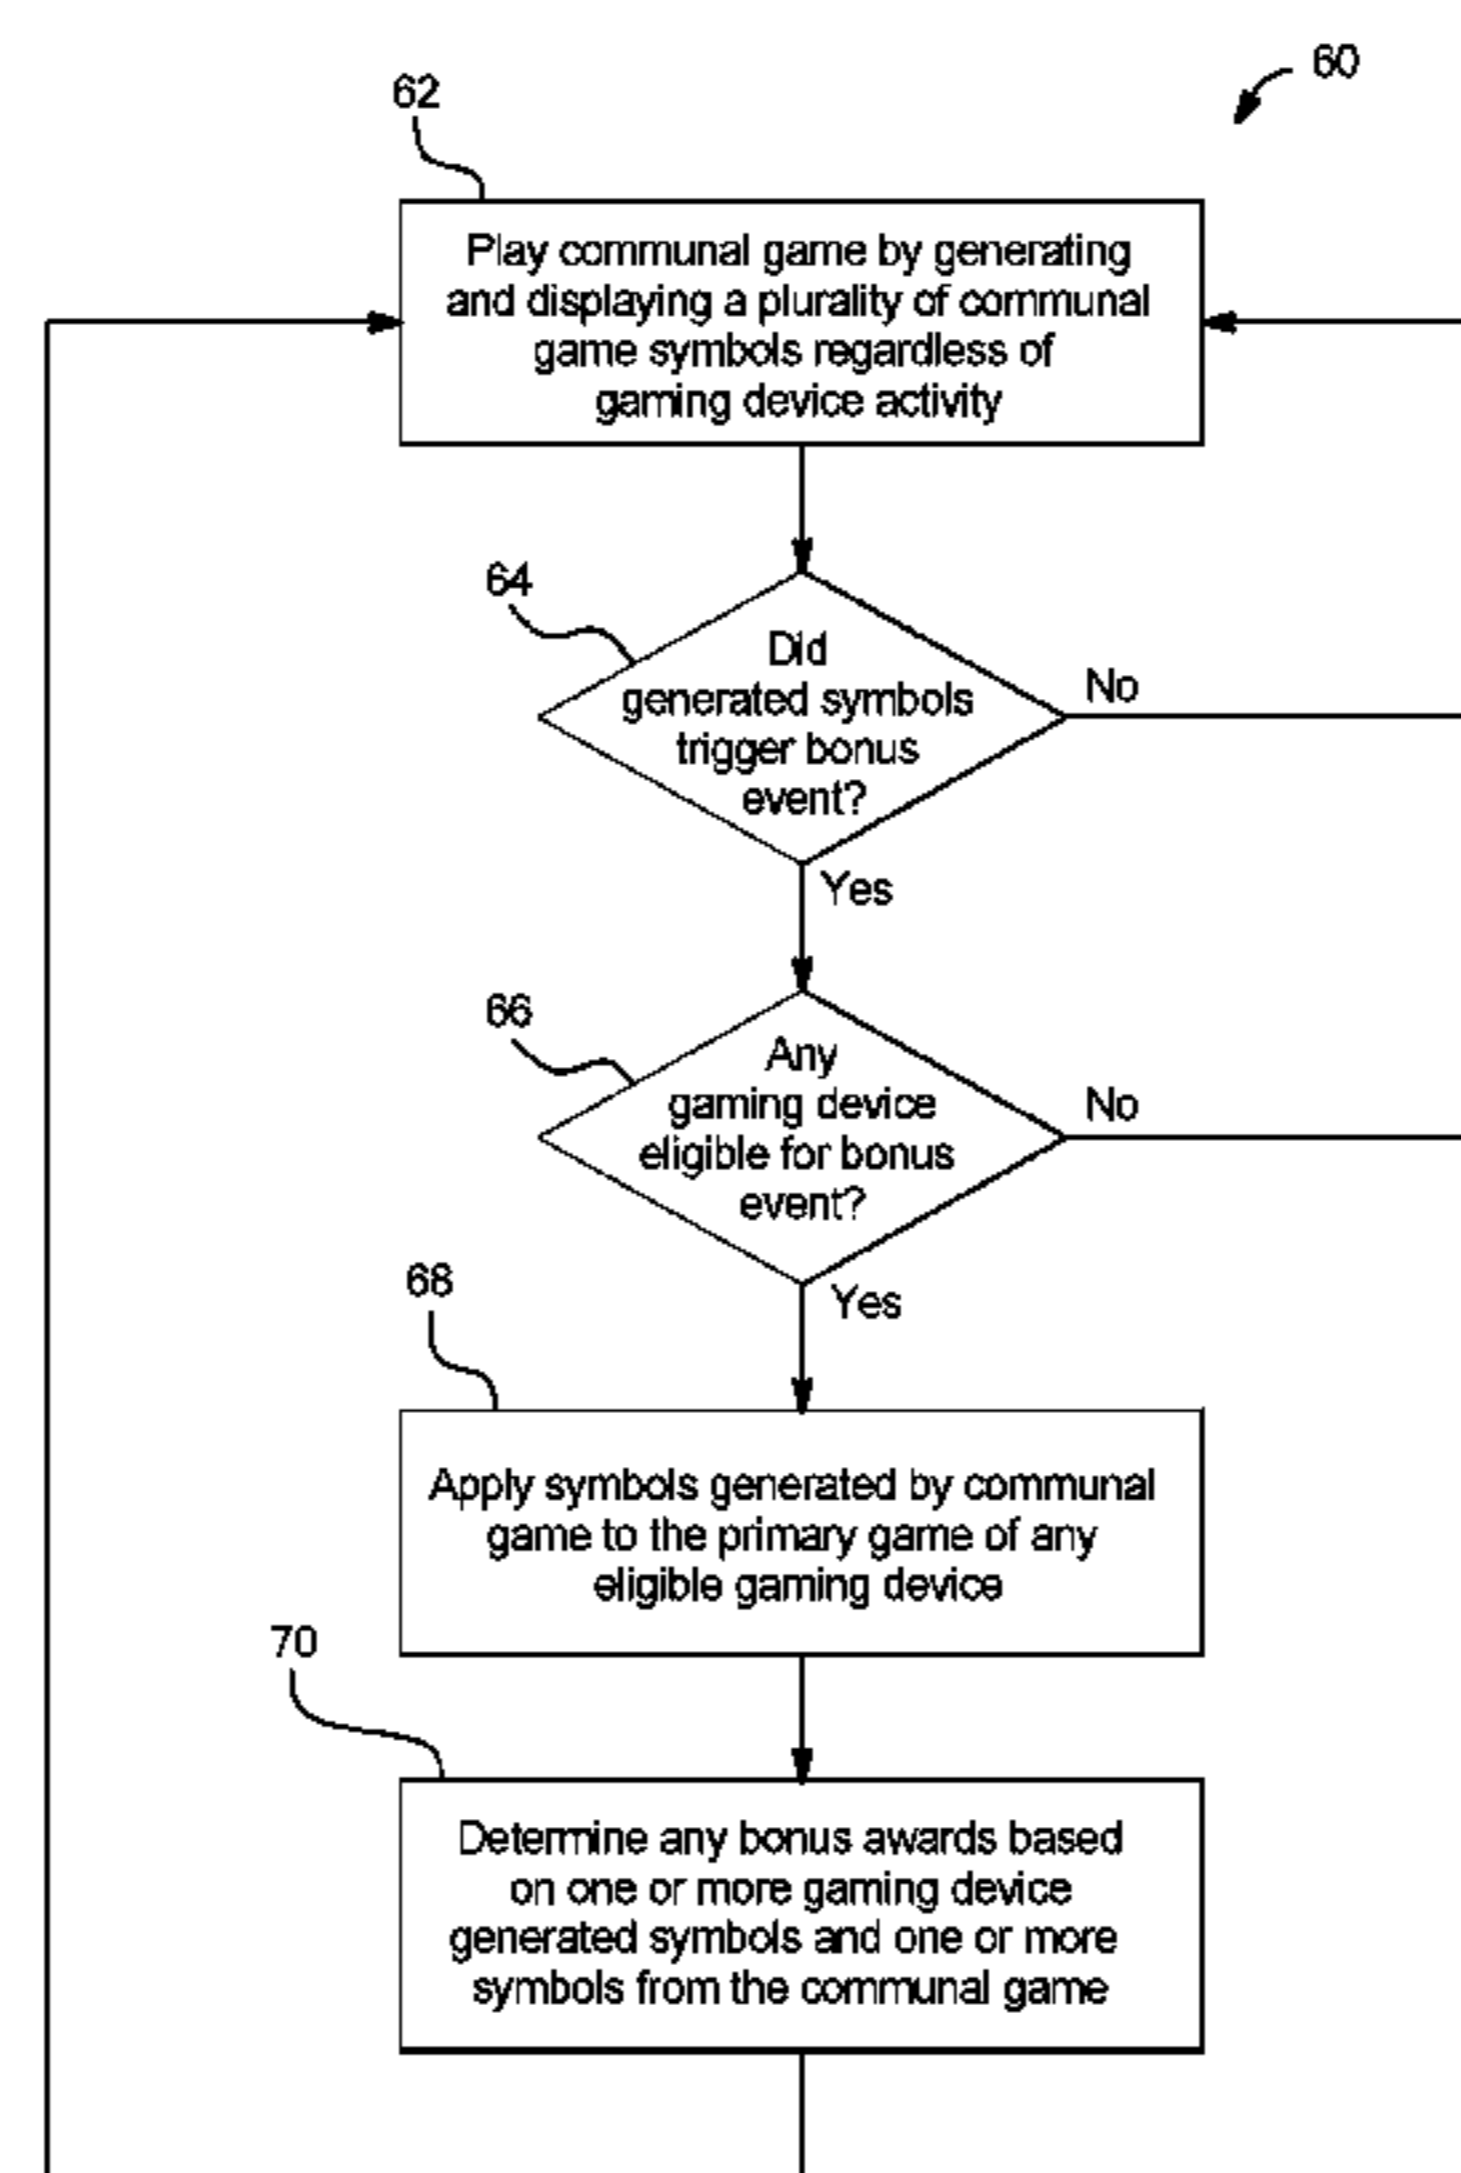 60
62
Play communal game by generating
and displaying a plurality of communal
game symbols regardless of
gaming device activity
64
Did
generated symbols
trigger bonus
event?
No
Yes
66
Any
gaming device
eligible for bonus
event?
No
Yes
68
Apply symbols generated by communal
game to the primary game of any
eligible gaming device
70
Determine any bonus awards based
on one or more gaming device
generated symbols and one or more
symbols from the communal game